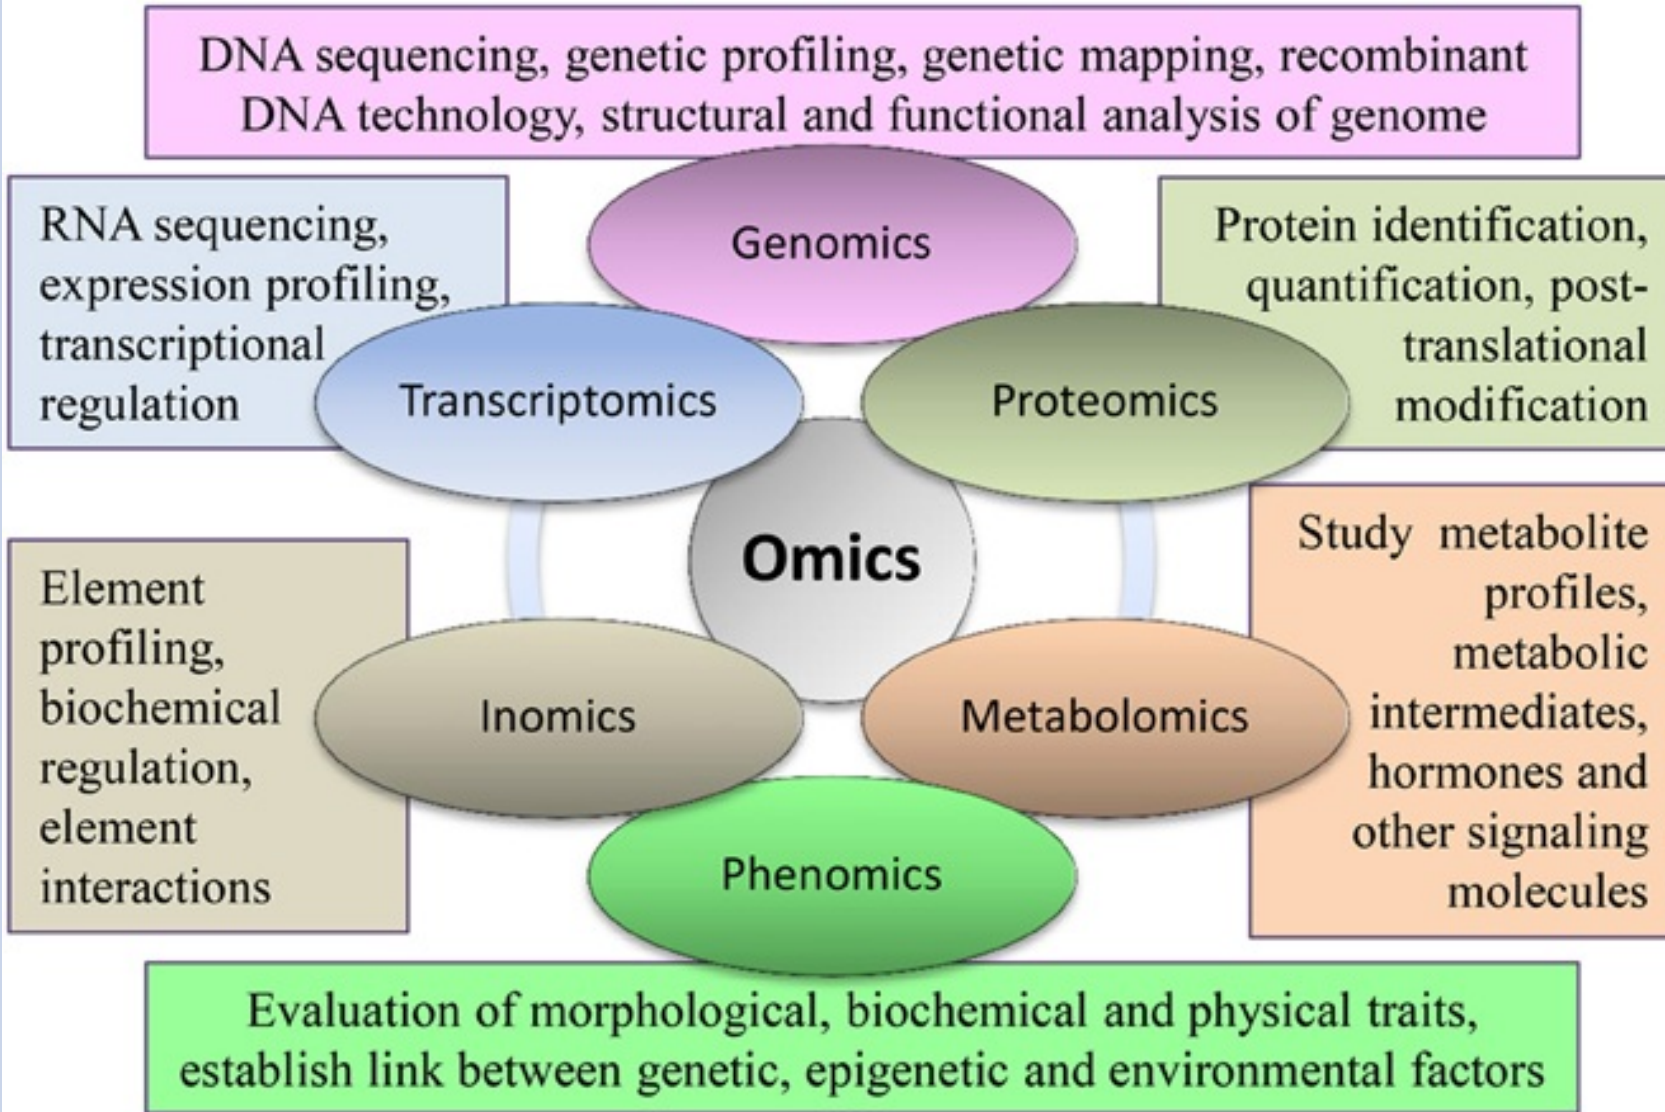 DNA sequencing, genetic profiling, genetic mapping, recombinant
DNA technology, structural and functional analysis of genome
Genomics
RNA sequencing,
expression profiling,
transcriptional
regulation
Transcriptomics
Protein identification,
quantification, post-
translational
modification
Proteomics
Omics
Element
profiling,
biochemical
regulation,
element
interactions
Inomics
Study metabolite
profiles,
metabolic
intermediates,
hormones and
other signaling
molecules
Metabolomics
Phenomics
Evaluation of morphological, biochemical and physical traits,
establish link between genetic, epigenetic and environmental factors